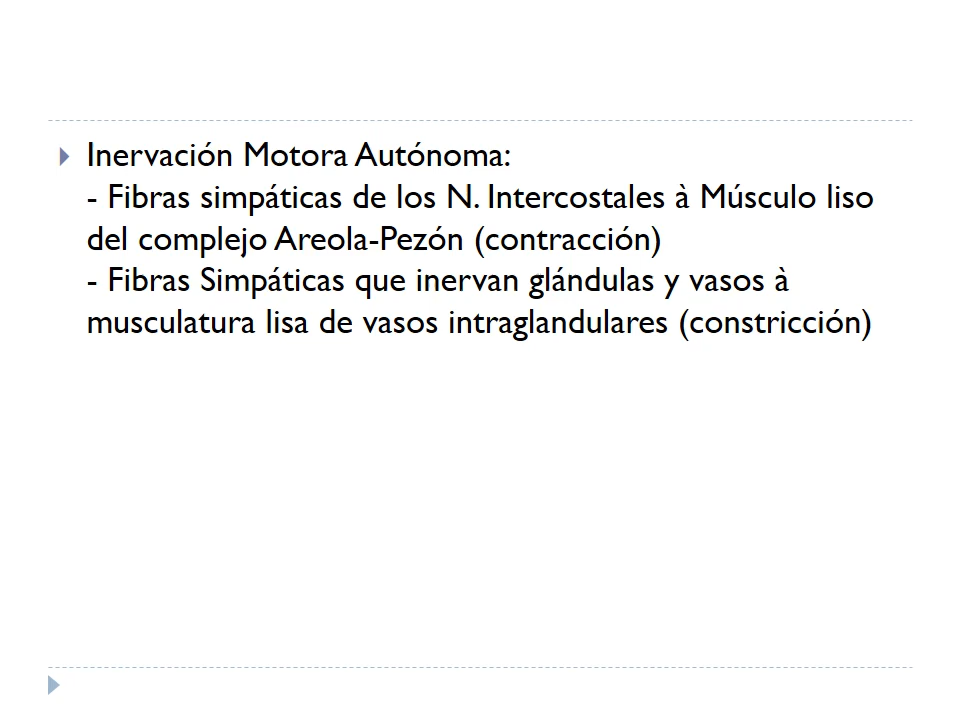 Inervación Motora Autónoma:
- Fibras simpáticas de los N. Intercostales à Músculo liso
del complejo Areola-Pezón (contracción)
- Fibras Simpáticas que inervan glándulas y vasos à
musculatura lisa de vasos intraglandulares (constricción)